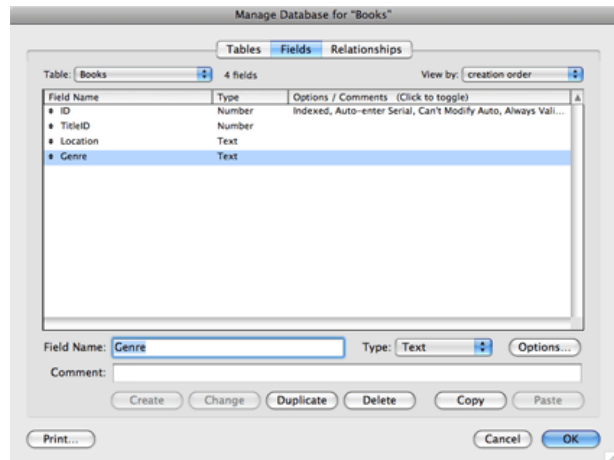 Manage Database for "Books"
Tables Fields Relationships
Table: Books 4 fields View by: creation order
Field Name Type Options / Comments (Click to toggle)
ID Number Indexed, Auto-enter Serial, Can't Modify Auto, Always Vali...
TitleID Number
Location Text
Genre Text
Field Name: Genre Type: Text Options...
Comment:
Create Change Duplicate Delete Copy Paste
Print... Cancel OK